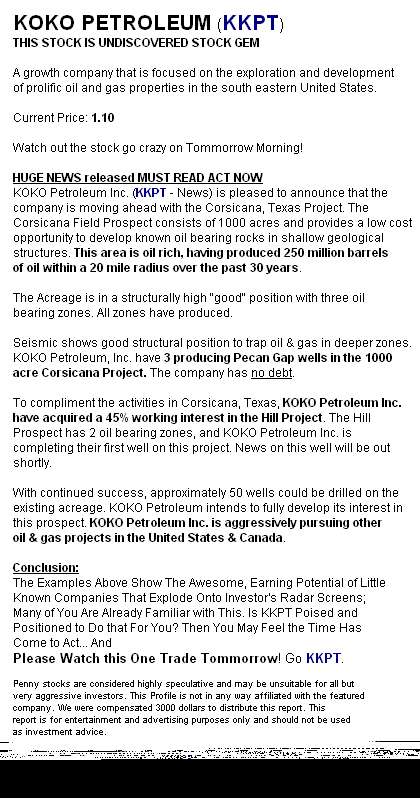 KOKO PETROLEUM (KKPT)
THIS STOCK IS UNDISCOVERED STOCK GEM
A growth company that is focused on the exploration and development
of prolific oil and gas properties in the south eastern United States.
Current Price: 1.10
Watch out the stock go crazy on Tommorrow Morning!
HUGE NEWS released MUST READ ACT NOW
KOKO Petroleum Inc. (KKPT - News) is pleased to announce that the
company is moving ahead with the Corsicana, Texas Project. The
Corsicana Field Prospect consists of 1000 acres and provides a low cost
opportunity to develop known oil bearing rocks in shallow geological
structures. This area is oil rich, having produced 250 million barrels
of oil within a 20 mile radius over the past 30 years.
The Acreage is in a structurally high "good" position with three oil
bearing zones. All zones have produced.
Seismic shows good structural position to trap oil & gas in deeper zones.
KOKO Petroleum, Inc. have 3 producing Pecan Gap wells in the 1000
acre Corsicana Project. The company has no debt.
To compliment the activities in Corsicana, Texas, KOKO Petroleum Inc.
have acquired a 45% working interest in the Hill Project. The Hill
Prospect has 2 oil bearing zones, and KOKO Petroleum Inc. is
completing their first well on this project. News on this well will be out
shortly.
With continued success, approximately 50 wells could be drilled on the
existing acreage. KOKO Petroleum intends to fully develop its interest in
this prospect. KOKO Petroleum Inc. is aggressively pursuing other
oil & gas projects in the United States & Canada.
Conclusion:
The Examples Above Show The Awesome, Earning Potential of Little
Known Companies That Explode Onto Investor's Radar Screens;
Many of You Are Already Familiar with This. Is KKPT Poised and
Positioned to Do that For You? Then You May Feel the Time Has
Come to Act... And
Please Watch this One Trade Tommorrow! Go KKPT.
Penny stocks are considered highly speculative and may be unsuitable for all but
very aggressive investors. This Profile is not in any way affiliated with the featured
company. We were compensated 3000 dollars to distribute this report. This
report is for entertainment and advertising purposes only and should not be used
as investment advice.